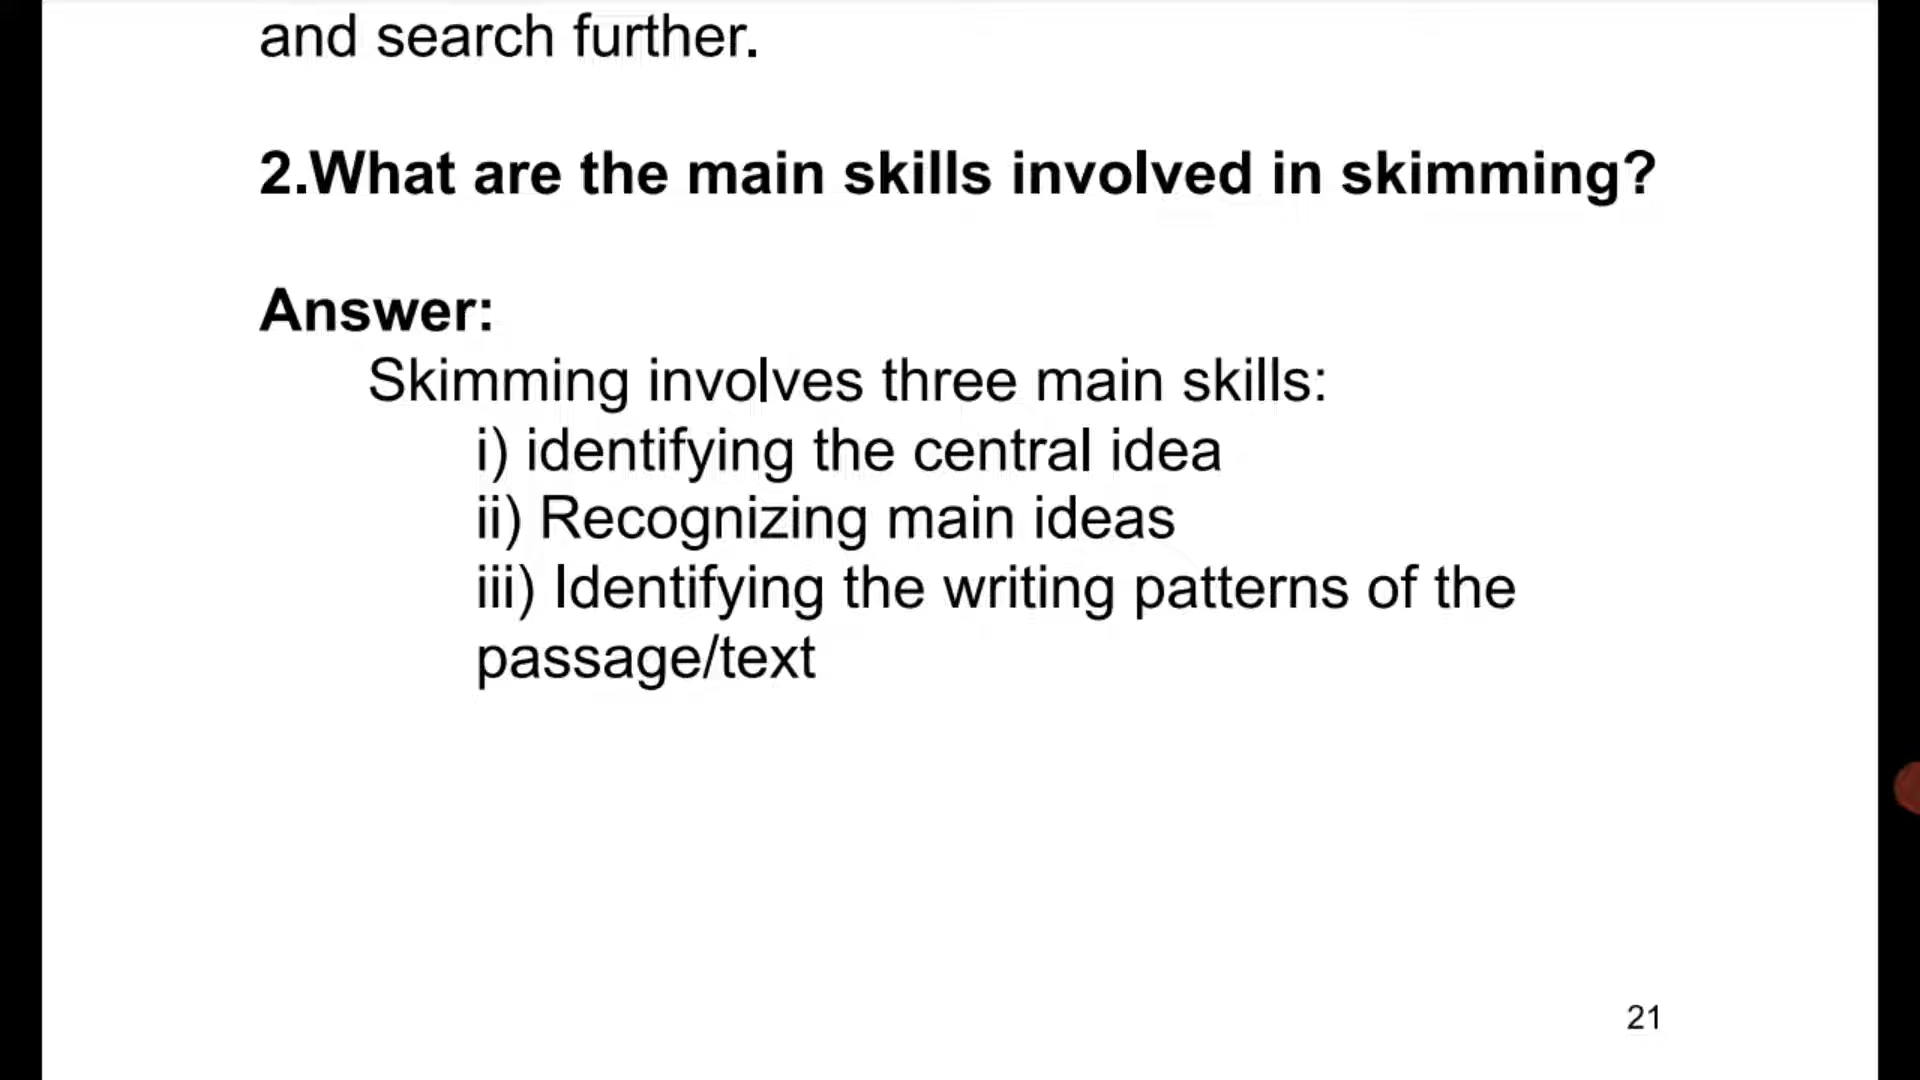 and search further.
2.What are the main skills involved in skimming?
Answer:
Skimming involves three main skills:
i) identifying the central idea
ii) Recognizing main ideas
iii) Identifying the writing patterns of the
passage/text
21